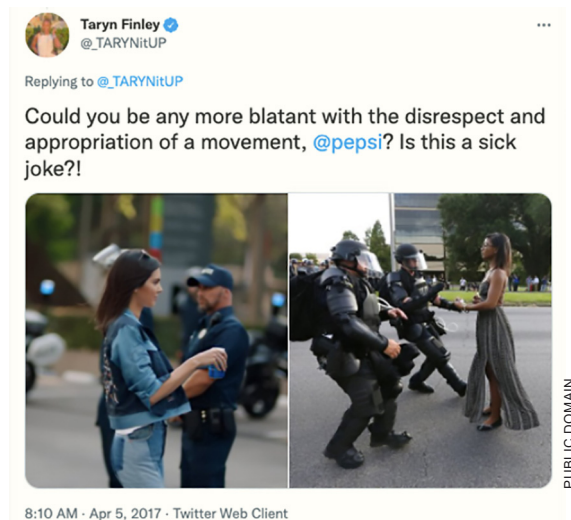 Taryn Finley
@_TARYNitUP
...
Replying to @_TARYNitUP
Could you be any more blatant with the disrespect and
appropriation of a movement, @pepsi? Is this a sick
joke?!
8:10 AM · Apr 5, 2017 · Twitter Web Client
PUBLIC DOMAIN